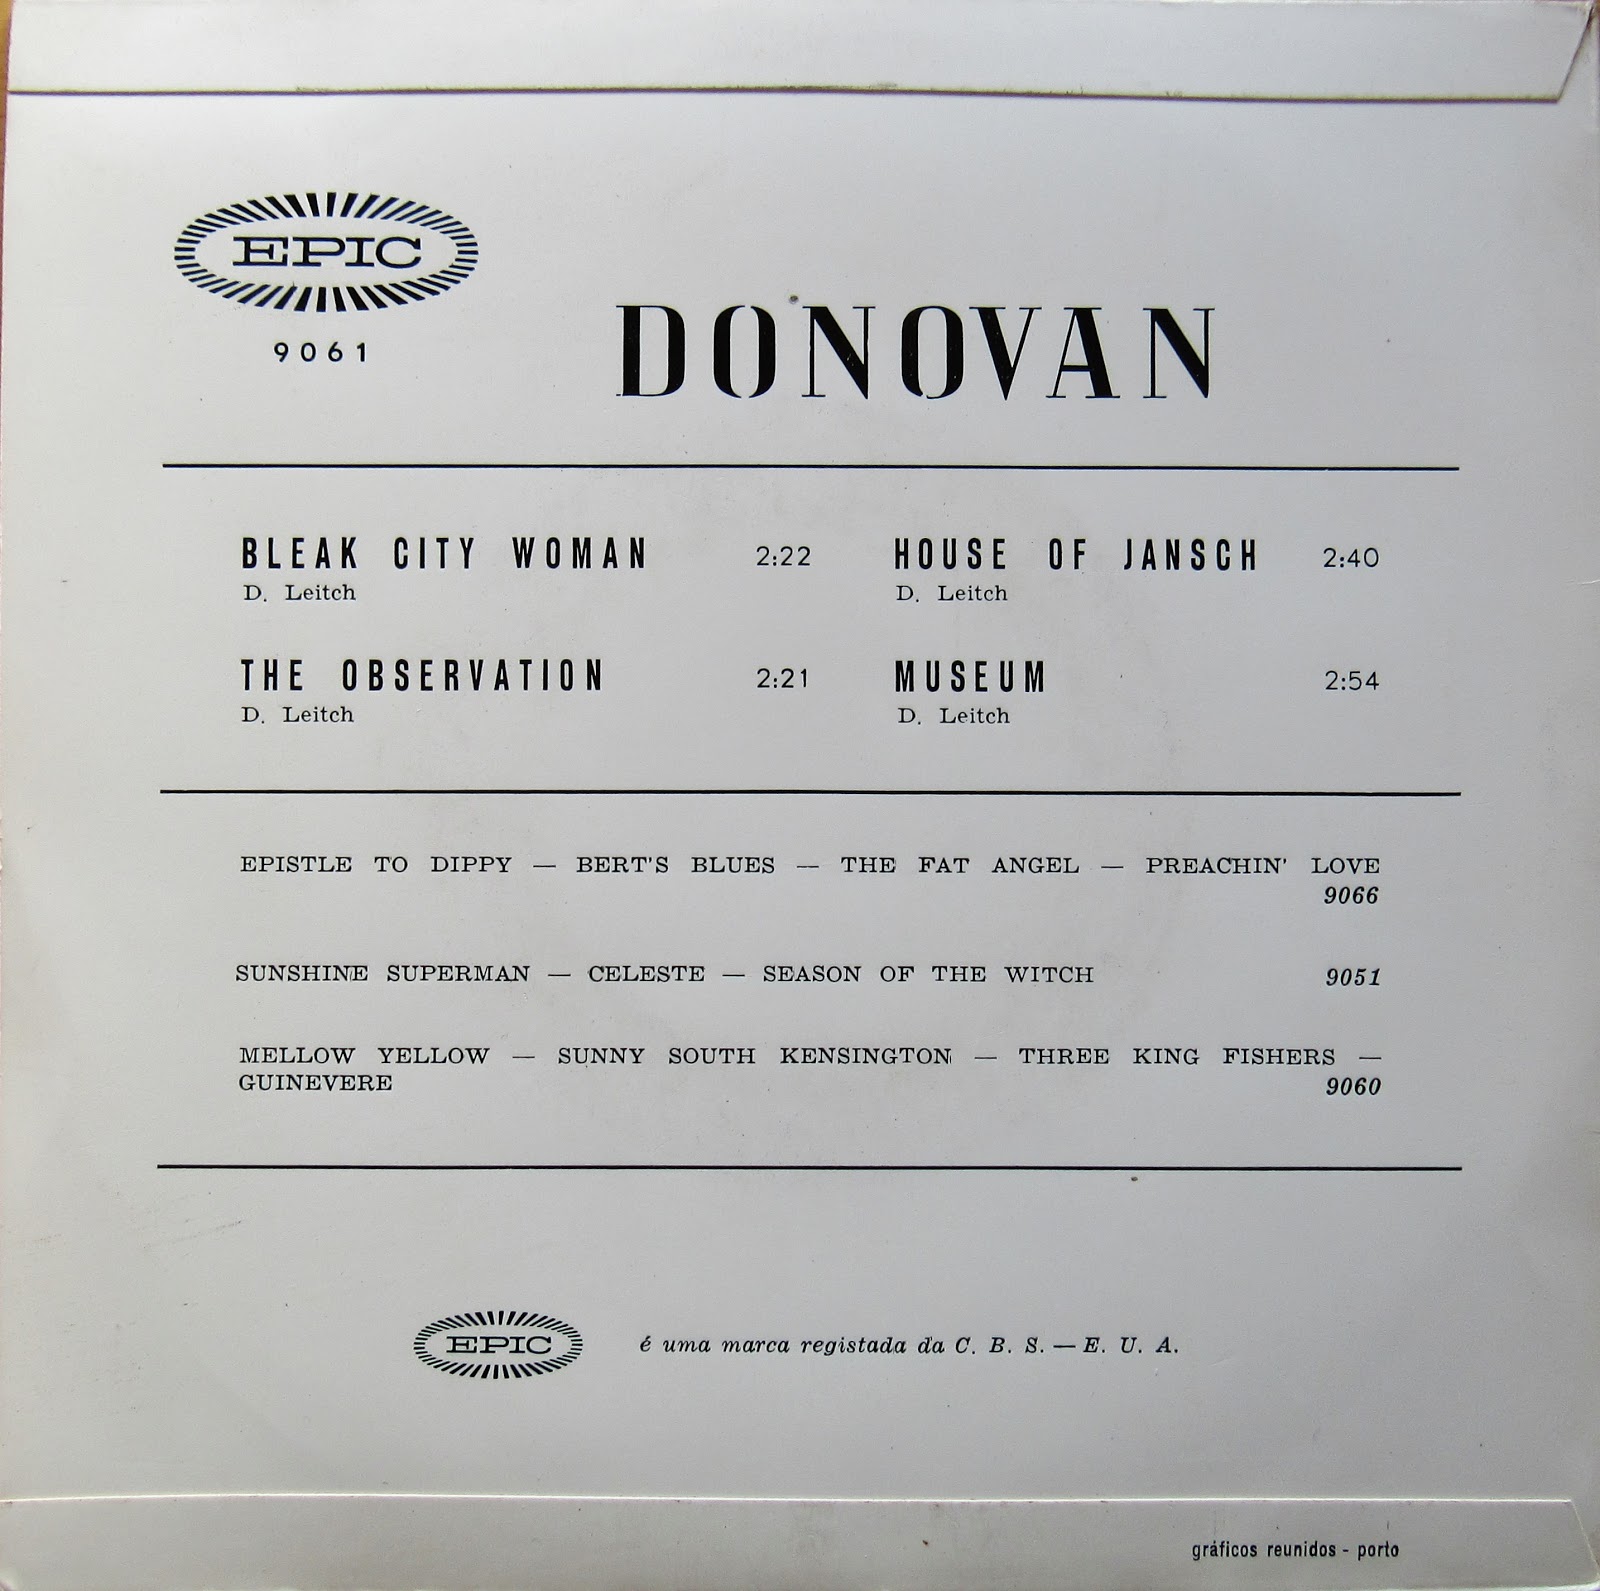 EPIC
9061
DONOVAN
BLEAK CITY WOMAN 2:22
D. Leitch
THE OBSERVATION 2:21
D. Leitch
HOUSE OF JANSCH 2:40
D. Leitch
MUSEUM 2:54
D. Leitch
EPISTLE TO DIPPY — BERT'S BLUES — THE FAT ANGEL — PREACHIN' LOVE
9066
SUNSHINE SUPERMAN — CELESTE — SEASON OF THE WITCH 9051
MELLOW YELLOW — SUNNY SOUTH KENSINGTON — THREE KING FISHERS —
GUINEVERE 9060
EPIC é uma marca registada da C. B. S. — E. U. A.
gráficos reunidos - porto